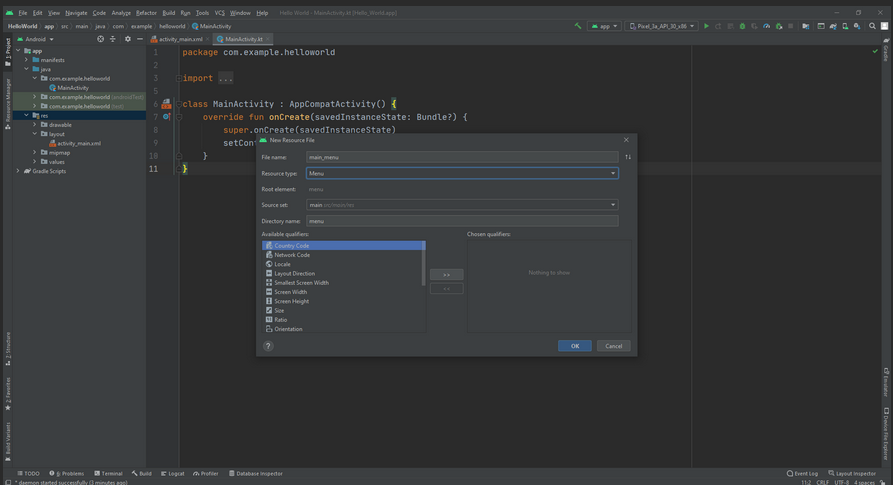 File Edit View Navigate Code Analyze Refactor Build Run Tools VCS Window Help Hello World - MainActivity.kt [Hello_World.app]
HelloWorld app src main java com example helloworld MainActivity app Pixel_3a_API_30_x86
Android
activity_main.xml
MainActivity.kt
1: Project
Resource Manager
2: Structure
2: Favorites
Build Variants
app
manifests
java
com.example.helloworld
MainActivity
com.example.helloworld (androidTest)
com.example.helloworld (test)
res
drawable
layout
activity_main.xml
mipmap
values
Gradle Scripts
1 package com.example.helloworld
2
3 import ...
5
6 class MainActivity : AppCompatActivity() {
7 override fun onCreate(savedInstanceState: Bundle?) {
8 super.onCreate(savedInstanceState)
9 setCon
10 }
11 }
New Resource File
File name: main_menu
Resource type: Menu
Root element: menu
Source set: main src/main/res
Directory name: menu
Available qualifiers:
Chosen qualifiers:
Country Code
Network Code
Locale
Layout Direction
Smallest Screen Width
Screen Width
Screen Height
Size
Ratio
Orientation
>>
<<
Nothing to show
?
OK
Cancel
Gradle
Emulator
Device File Explorer
TODO 6: Problems Terminal Build Logcat Profiler Database Inspector Event Log Layout Inspector
* daemon started successfully (3 minutes ago) 11:2 CRLF UTF-8 4 spaces